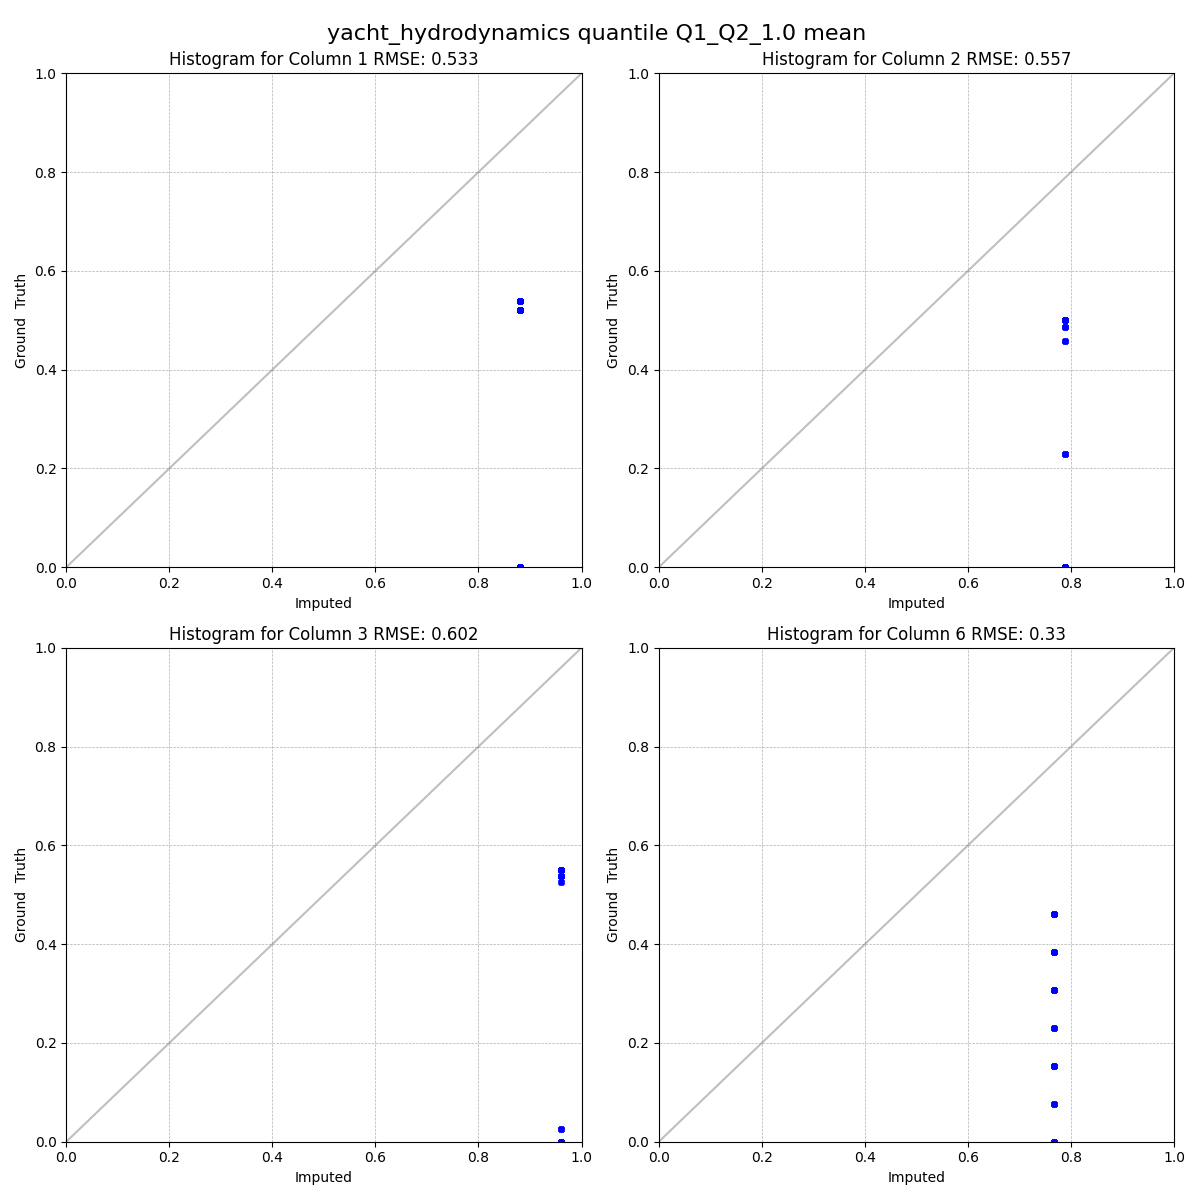 yacht_hydrodynamics quantile Q1_Q2_1.0 mean
Histogram for Column 1 RMSE: 0.533
1.0
0.8
0.6
0.4
0.2
0.0
Ground  Truth
0.0 0.2 0.4 0.6 0.8 1.0
Imputed
Histogram for Column 2 RMSE: 0.557
1.0
0.8
0.6
0.4
0.2
0.0
Ground  Truth
0.0 0.2 0.4 0.6 0.8 1.0
Imputed
Histogram for Column 3 RMSE: 0.602
1.0
0.8
0.6
0.4
0.2
0.0
Ground  Truth
0.0 0.2 0.4 0.6 0.8 1.0
Imputed
Histogram for Column 6 RMSE: 0.33
1.0
0.8
0.6
0.4
0.2
0.0
Ground  Truth
0.0 0.2 0.4 0.6 0.8 1.0
Imputed